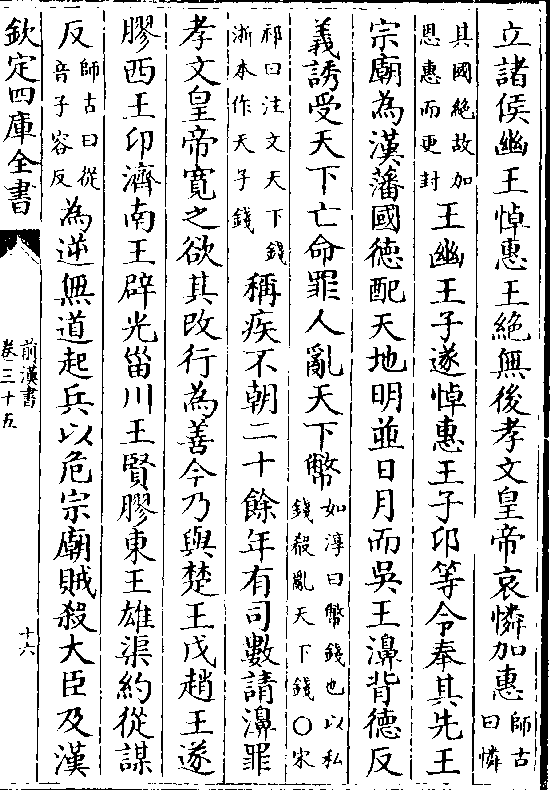 立諸侯幽王悼惠王絶無後孝文皇帝哀憐加惠師古曰憐
其國絶故加恩惠而更封王幽王子遂悼惠王子卬等令奉其先王
宗廟為漢藩國德配天地明並日月而吳王濞背德反
義誘受天下亡命罪人亂天下幣如淳曰幣錢也以私錢殽亂天下錢○宋
祁曰注文天下錢淅本作天子錢稱疾不朝二十餘年有司數請濞罪
孝文皇帝寛之欲其改行為善今乃與楚王戊趙王遂
膠西王卬濟南王辟光甾川王賢膠東王雄渠約從謀
反師古曰從音子容反為逆無道起兵以危宗廟賊殺大臣及漢
欽定四庫全書
前漢書
卷三十五
十六